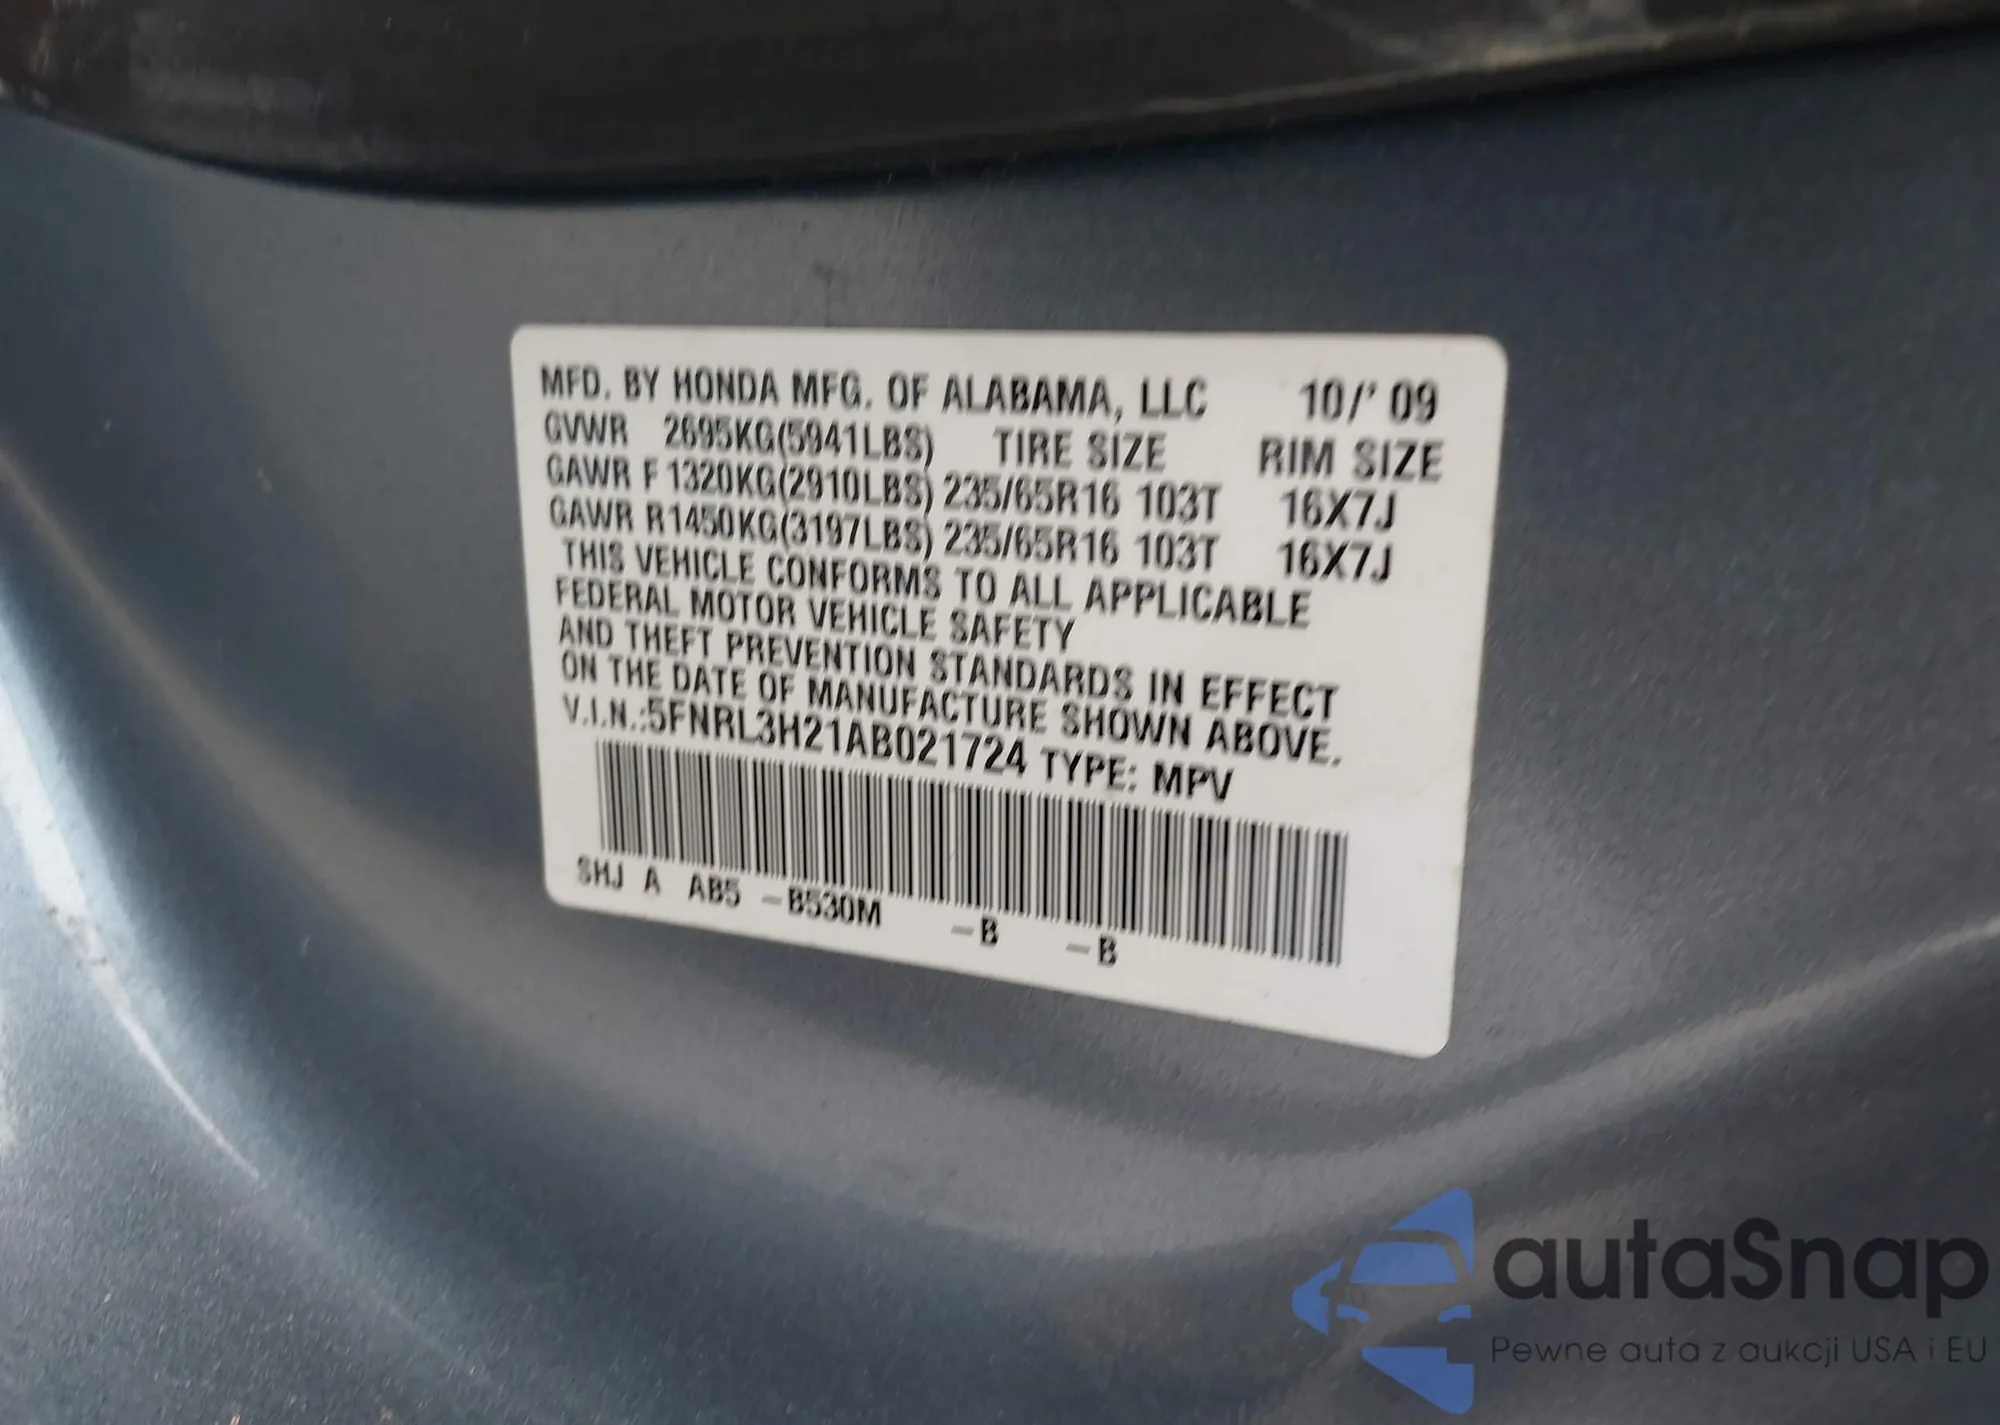 MFD. BY HONDA MFG. OF ALABAMA, LLC 10/' 09
GVWR 2695KG(5941LBS) TIRE SIZE RIM SIZE
GAWR F 1320KG(2910LBS) 235/65R16 103T 16X7J
GAWR R 1450KG(3197LBS) 235/65R16 103T 16X7J
THIS VEHICLE CONFORMS TO ALL APPLICABLE
FEDERAL MOTOR VEHICLE SAFETY
AND THEFT PREVENTION STANDARDS IN EFFECT
ON THE DATE OF MANUFACTURE SHOWN ABOVE.
V.I.N.:5FNRL3H21AB021724 TYPE: MPV
SHJ A AB5 -B530M -B -B
autaSnap
Pewne auta z aukcji USA i EU